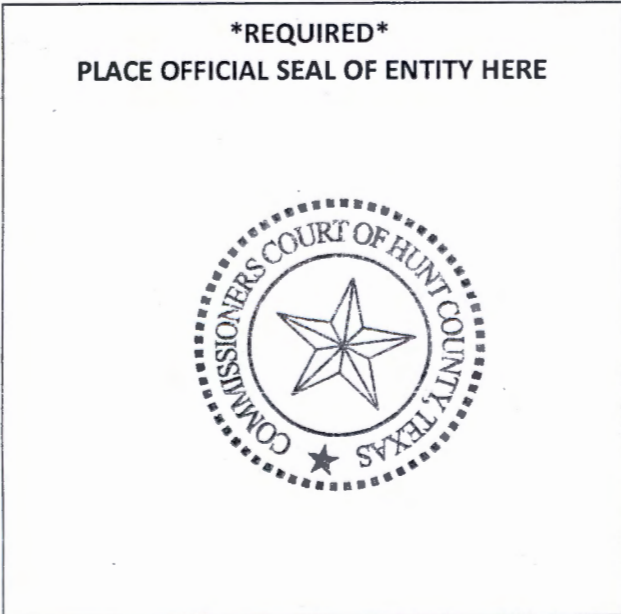 *REQUIRED*
PLACE OFFICIAL SEAL OF ENTITY HERE
COMMISSIONERS COURT OF HUNT COUNTY, TEXAS